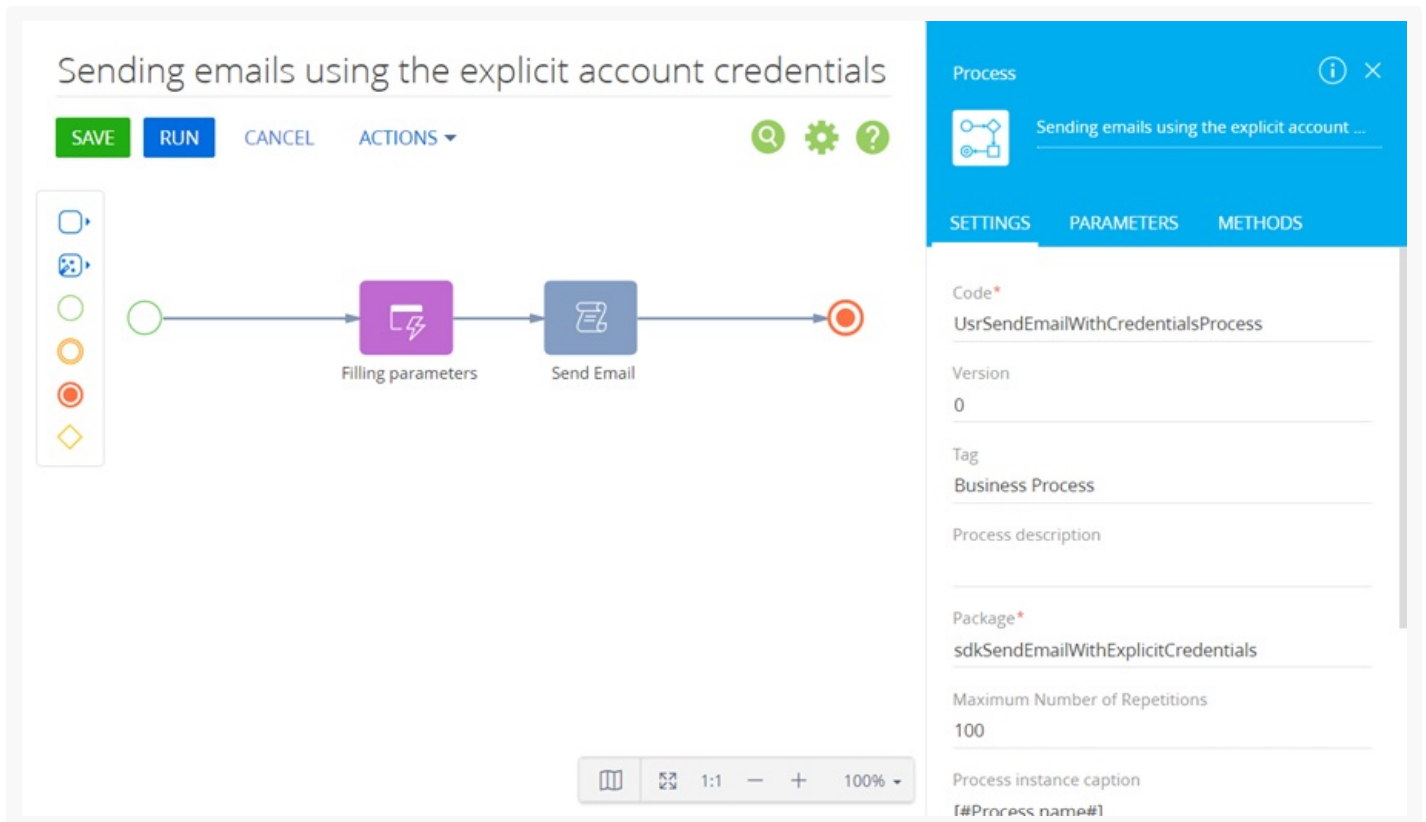 Sending emails using the explicit account credentials
SAVE RUN CANCEL ACTIONS
Filling parameters Send Email
1:1 100%
Process
Sending emails using the explicit account ...
SETTINGS PARAMETERS METHODS
Code*
UsrSendEmailWithCredentialsProcess
Version
0
Tag
Business Process
Process description
Package*
sdkSendEmailWithExplicitCredentials
Maximum Number of Repetitions
100
Process instance caption
[#Process name#]